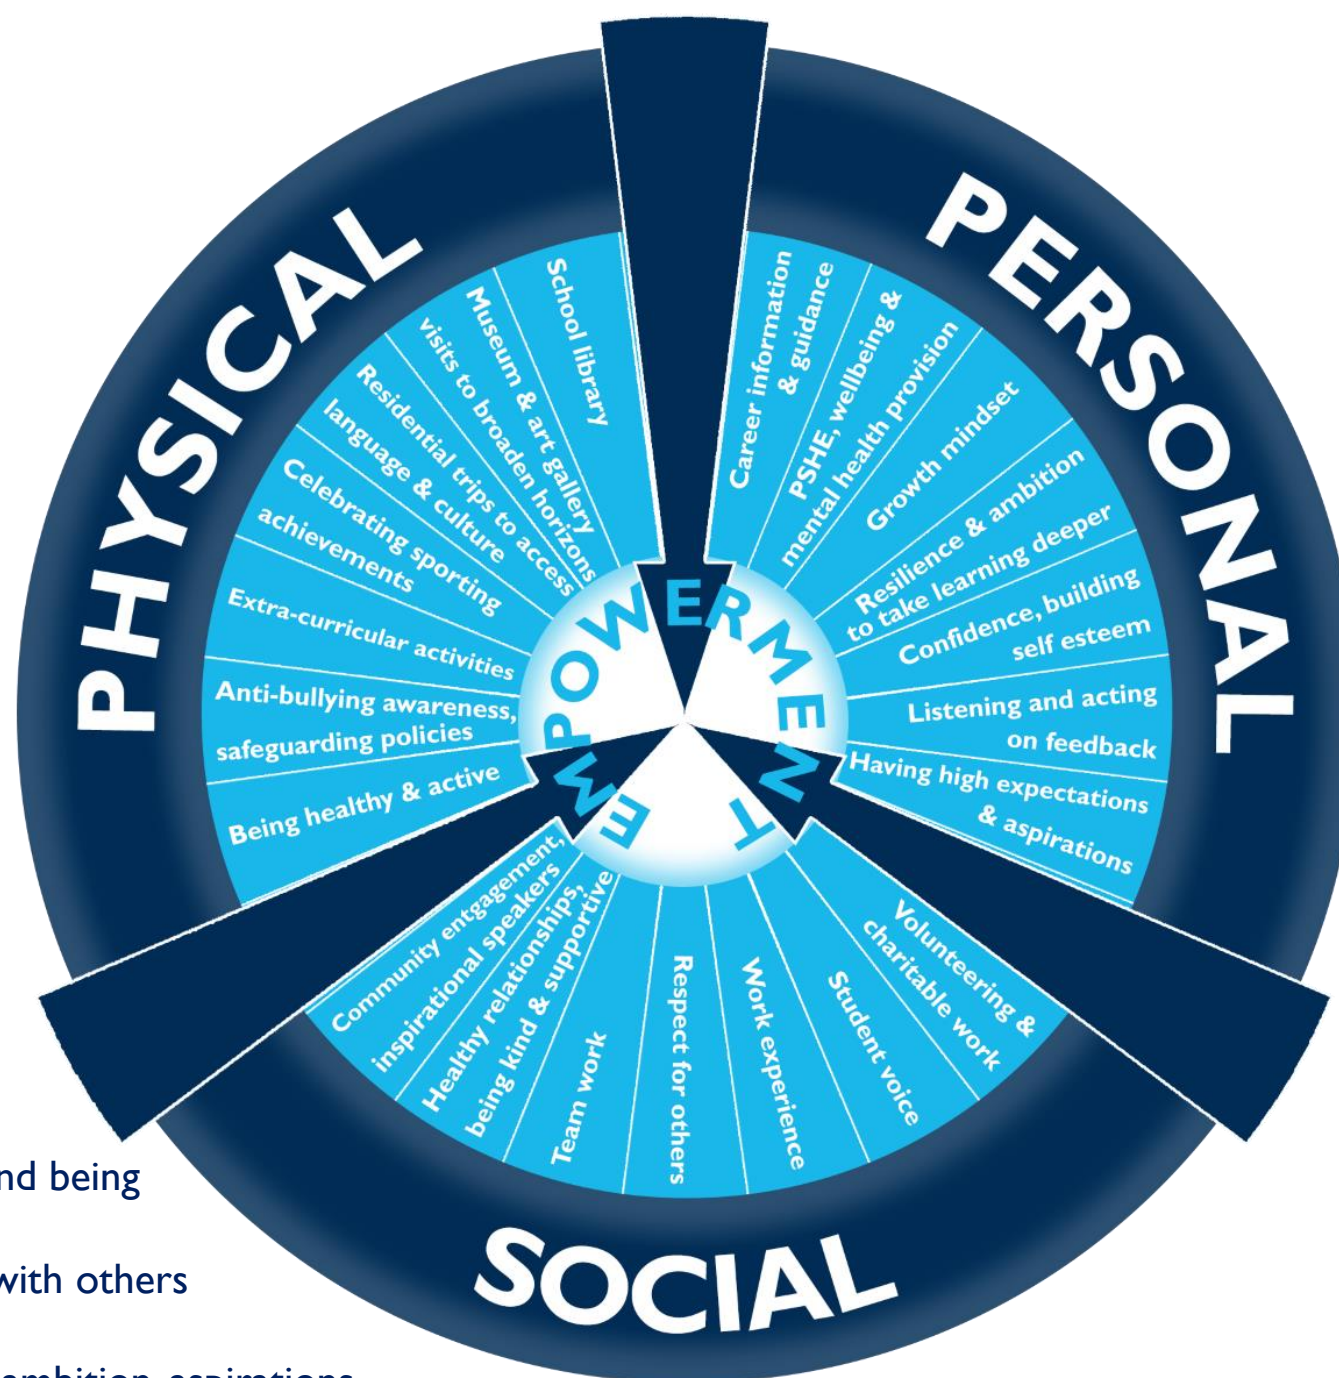 PHYSICAL
School library
Museum & art gallery
visits to broaden horizons
Residential trips to access
language & culture
Celebrating sporting
achievements
Extra-curricular activities
Anti-bullying awareness,
safeguarding policies
Being healthy & active
PERSONAL
Career information
& guidance
PSHE, wellbeing &
mental health provision
Growth mindset
Resilience & ambition
to take learning deeper
Confidence, building
self esteem
Listening and acting
on feedback
Having high expectations
& aspirations
EMPOWERMENT
SOCIAL
Community entgagement,
inspirational speakers
Healthy relationships,
being kind & supportive
Team work
Respect for others
Work experience
Student voice
Volunteering &
charitable work
being
with others
ambition aspirations